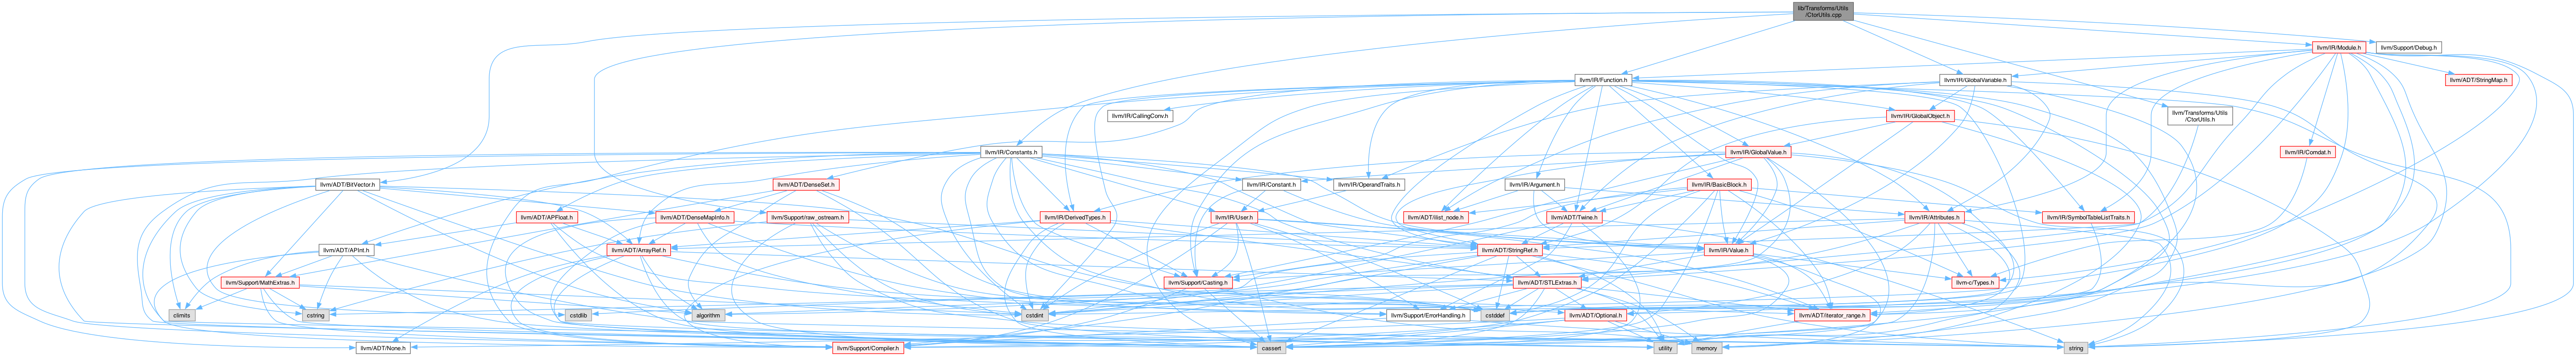 lib/Transforms/Utils
/CtorUtils.cpp
llvm/IR/Module.h
llvm/Support/Debug.h
llvm/IR/Function.h
llvm/IR/GlobalVariable.h
llvm/ADT/StringMap.h
llvm/IR/CallingConv.h
llvm/IR/GlobalObject.h
llvm/Transforms/Utils
/CtorUtils.h
llvm/IR/Constants.h
llvm/IR/GlobalValue.h
llvm/IR/Comdat.h
llvm/ADT/BitVector.h
llvm/ADT/DenseSet.h
llvm/IR/Constant.h
llvm/IR/OperandTraits.h
llvm/IR/Argument.h
llvm/IR/BasicBlock.h
llvm/ADT/APFloat.h
llvm/ADT/DenseMapInfo.h
llvm/Support/raw_ostream.h
llvm/IR/DerivedTypes.h
llvm/IR/User.h
llvm/ADT/ilist_node.h
llvm/ADT/Twine.h
llvm/IR/Attributes.h
llvm/IR/SymbolTableListTraits.h
llvm/ADT/APInt.h
llvm/ADT/ArrayRef.h
llvm/ADT/StringRef.h
llvm/IR/Value.h
llvm/Support/MathExtras.h
llvm/Support/Casting.h
llvm/ADT/STLExtras.h
llvm-c/Types.h
climits
cstring
cstdlib
algorithm
cstdint
llvm/Support/ErrorHandling.h
cstddef
llvm/ADT/Optional.h
llvm/ADT/iterator_range.h
llvm/ADT/None.h
llvm/Support/Compiler.h
cassert
utility
memory
string